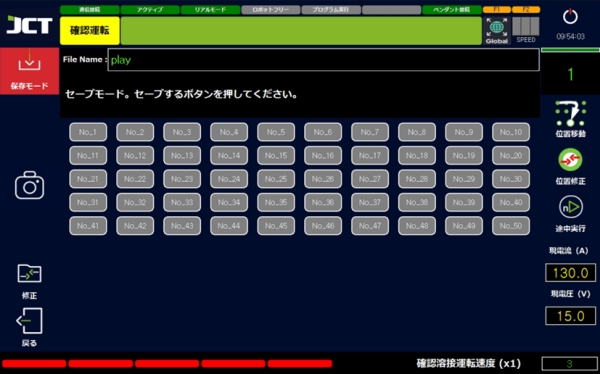 通信接続 アクティブ リアルモード ロボットフリー プログラム実行 ペンダント接続 F1 F2
JCT 確認運転 Global SPEED 09:54:03
File Name : play
保存モード 1
セーブモード。セーブするボタンを押してください。
No_1 No_2 No_3 No_4 No_5 No_6 No_7 No_8 No_9 No_10
位置移動
No_11 No_12 No_13 No_14 No_15 No_16 No_17 No_18 No_19 No_20
No_21 No_22 No_23 No_24 No_25 No_26 No_27 No_28 No_29 No_30
位置修正
No_31 No_32 No_33 No_34 No_35 No_36 No_37 No_38 No_39 No_40
n
No_41 No_42 No_43 No_44 No_45 No_46 No_47 No_48 No_49 No_50
途中実行
現電流 (A)
130.0
修正 現電圧 (V)
15.0
戻る
確認溶接運転速度 (x1) 3